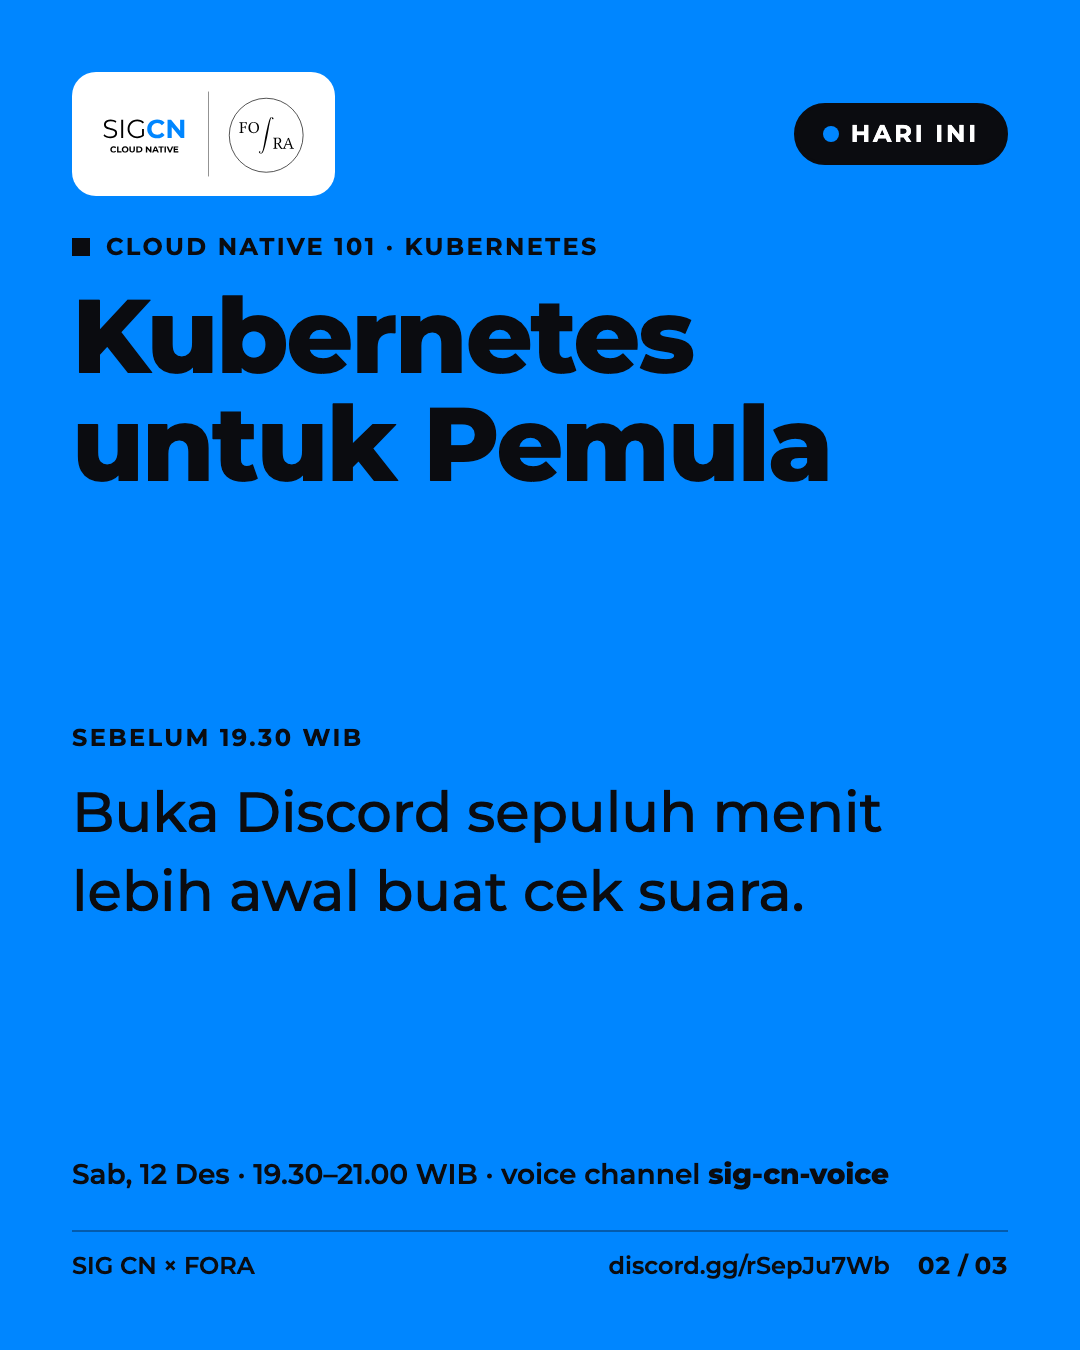 SIGCN
CLOUD NATIVE
FO
RA
HARI INI
CLOUD NATIVE 101 · KUBERNETES
Kubernetes
untuk Pemula
SEBELUM 19.30 WIB
Buka Discord sepuluh menit
lebih awal buat cek suara.
Sab, 12 Des · 19.30–21.00 WIB · voice channel sig-cn-voice
SIG CN × FORA
discord.gg/rSepJu7Wb 02 / 03